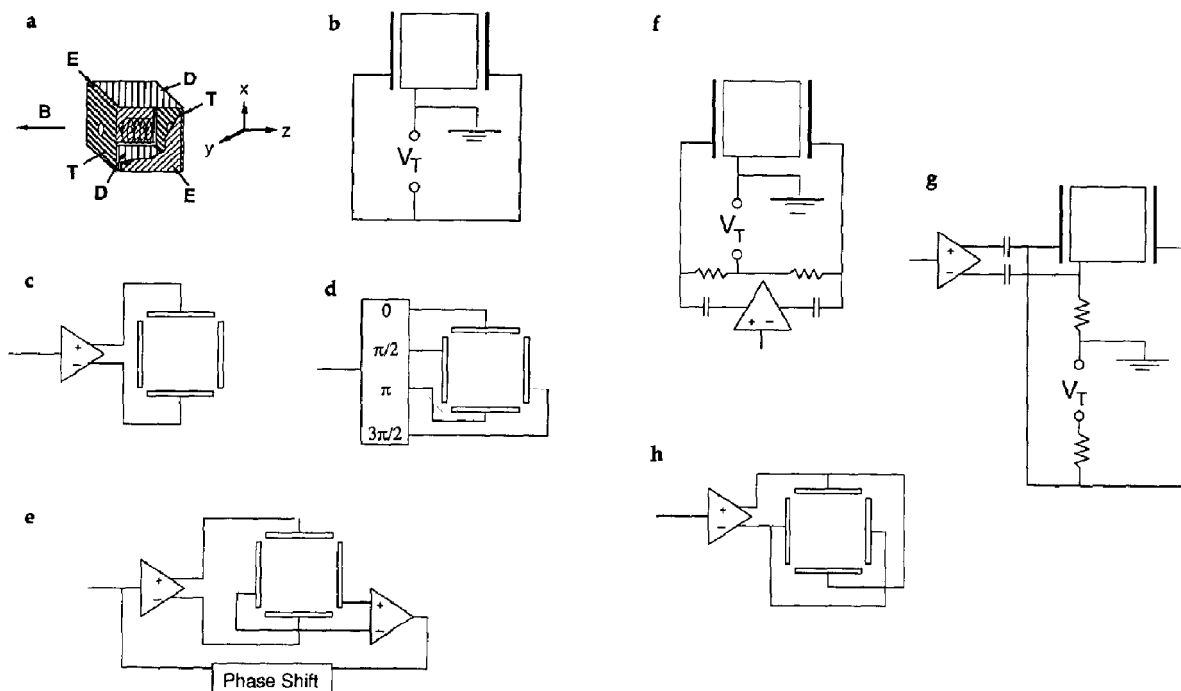 a
E
D
T
B
x
y
z
T
D
E
b
V_T
c
+
−
d
0
π/2
π
3π/2
e
+
−
+
−
Phase Shift
f
V_T
+ −
g
+
−
V_T
h
+
−